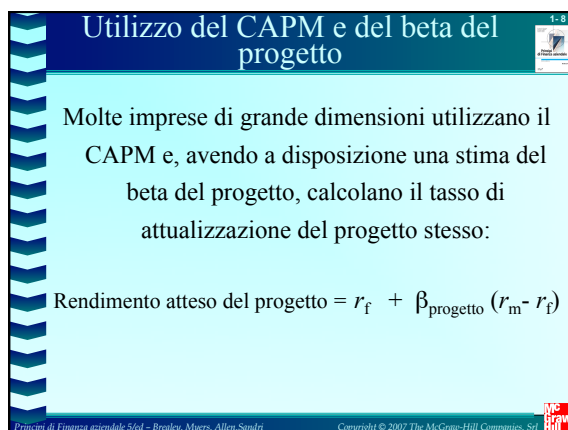 Utilizzo del CAPM e del beta del
progetto
1- 8
Molte imprese di grande dimensioni utilizzano il
CAPM e, avendo a disposizione una stima del
beta del progetto, calcolano il tasso di
attualizzazione del progetto stesso:
Rendimento atteso del progetto = rf + βprogetto (rm- rf)
Principi di Finanza aziendale 5/ed – Brealey, Myers, Allen, Sandri
Copyright © 2007 The McGraw-Hill Companies, Srl
Mc
Graw
Hill